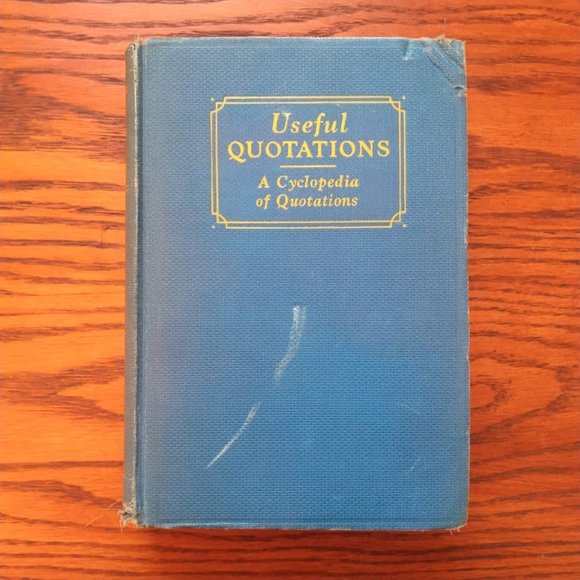 Useful
QUOTATIONS
A Cyclopedia
of Quotations